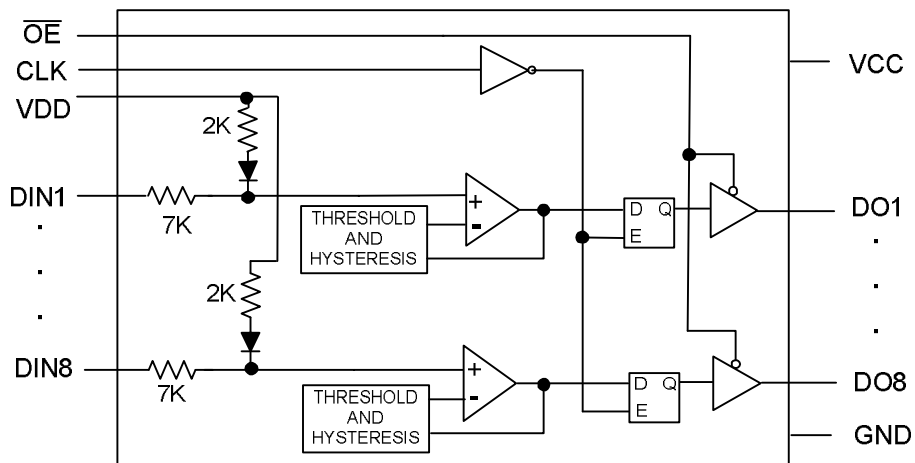 OE
CLK
VDD
VCC
2K
DIN1
7K
THRESHOLD
AND
HYSTERESIS
+
-
D Q
E
DO1
2K
DIN8
7K
THRESHOLD
AND
HYSTERESIS
+
-
D Q
E
DO8
GND